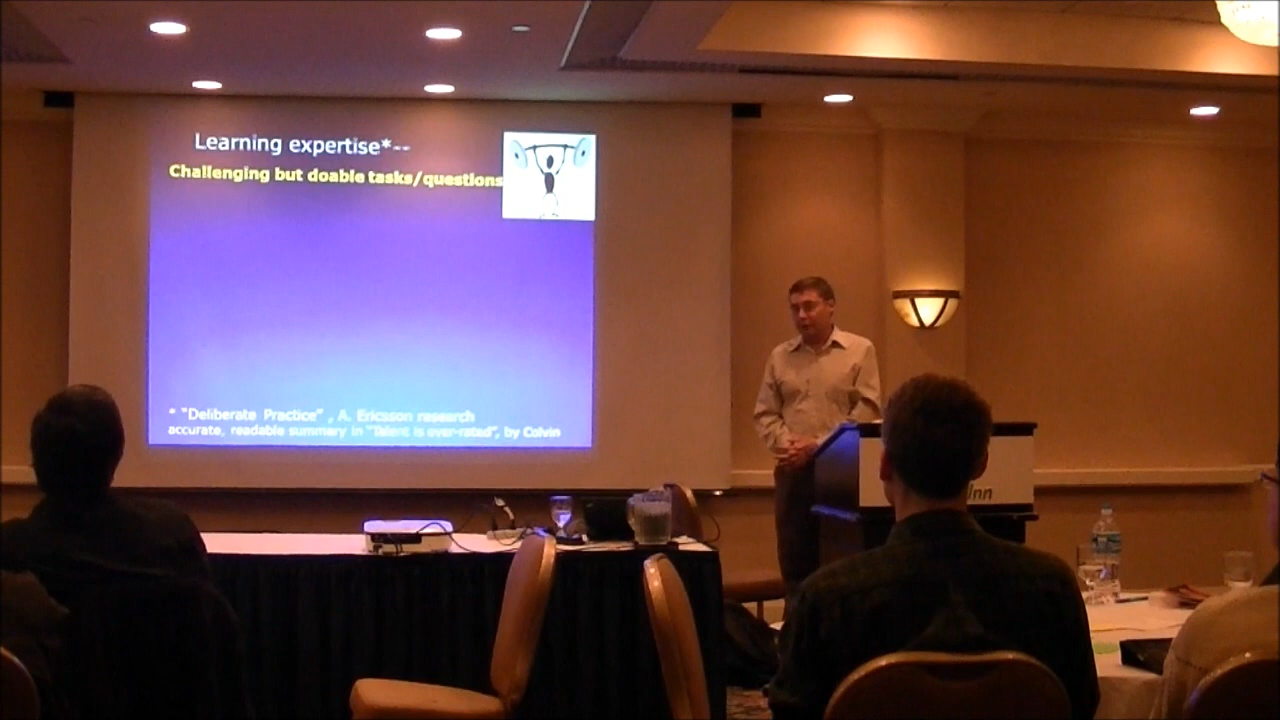 Learning expertise*--
Challenging but doable tasks/questions
* "Deliberate Practice" , A. Ericsson research
accurate, readable summary in "Talent is over-rated", by Colvin
Inn